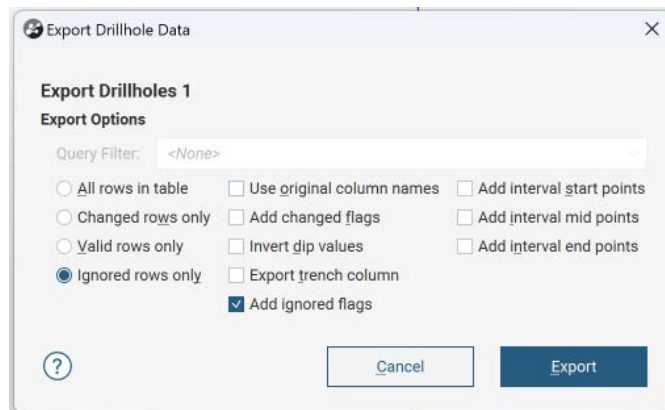 Export Drillhole Data
Export Drillholes 1
Export Options
Query Filter: <None>
All rows in table Use original column names Add interval start points
Changed rows only Add changed flags Add interval mid points
Valid rows only Invert dip values Add interval end points
Ignored rows only Export trench column
Add ignored flags
? Cancel Export